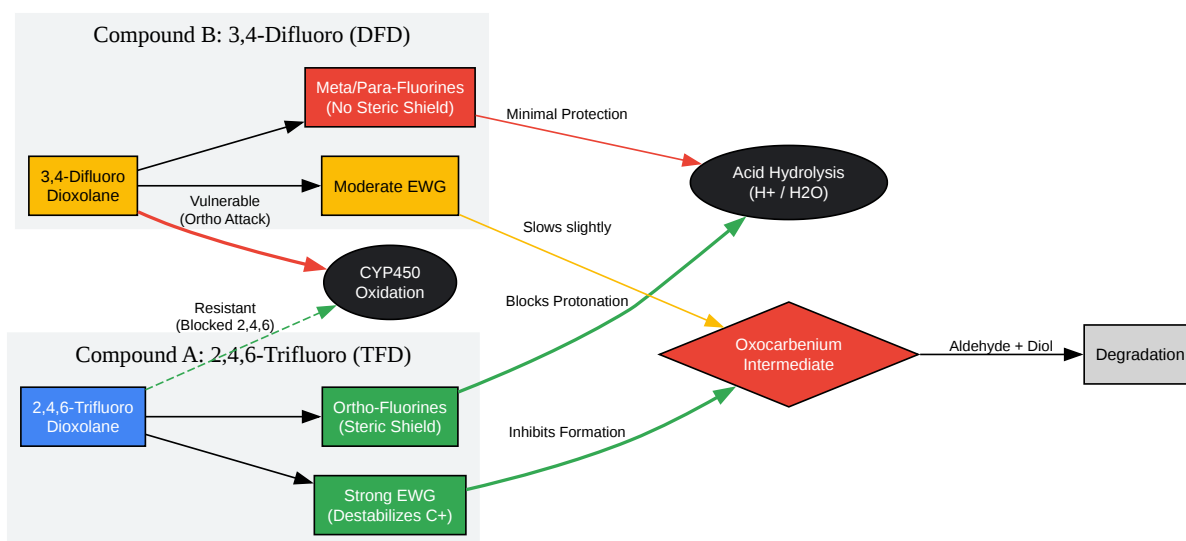 Compound B: 3,4-Difluoro (DFD)
Meta/Para-Fluorines
(No Steric Shield)
Minimal Protection
3,4-Difluoro
Dioxolane
Moderate EWG
Vulnerable
(Ortho Attack)
Acid Hydrolysis
(H+ / H2O)
Slows slightly
CYP450
Oxidation
Resistant
(Blocked 2,4,6)
Blocks Protonation
Oxocarbenium
Intermediate
Aldehyde + Diol
Degradation
Compound A: 2,4,6-Trifluoro (TFD)
2,4,6-Trifluoro
Dioxolane
Ortho-Fluorines
(Steric Shield)
Inhibits Formation
Strong EWG
(Destabilizes C+)